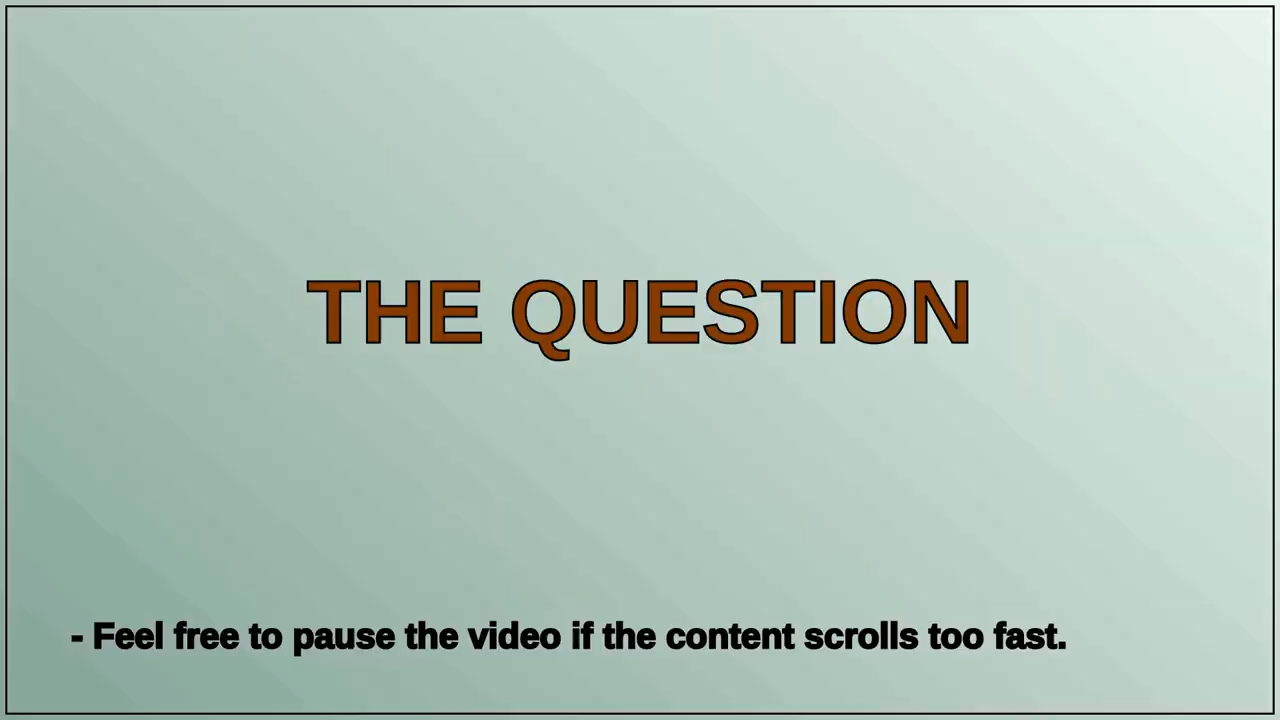 THE QUESTION
- Feel free to pause the video if the content scrolls too fast.